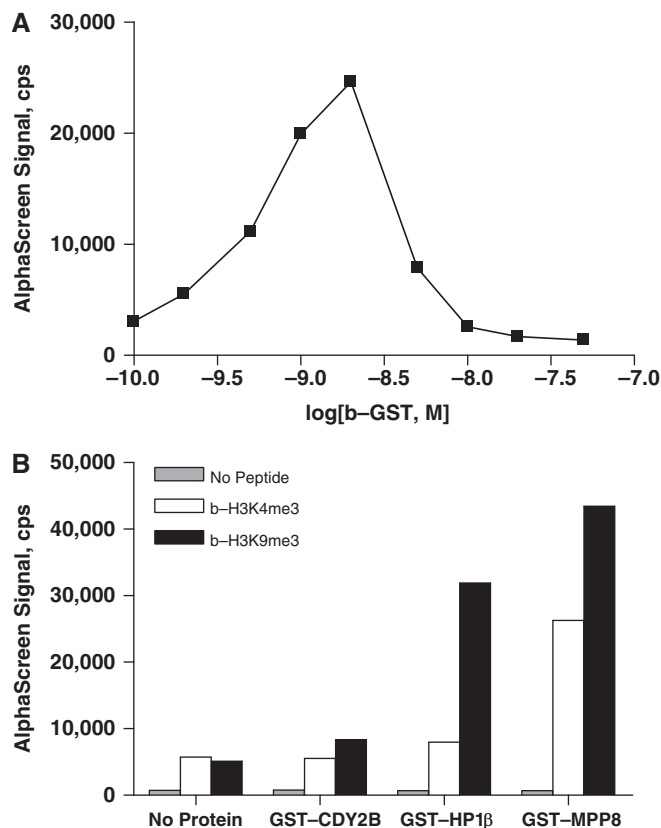 A
AlphaScreen Signal, cps
30,000
20,000
10,000
0
–10.0 –9.5 –9.0 –8.5 –8.0 –7.5 –7.0
log[b–GST, M]
B
AlphaScreen Signal, cps
50,000
40,000
30,000
20,000
10,000
0
No Peptide
b–H3K4me3
b–H3K9me3
No Protein GST–CDY2B GST–HP1β GST–MPP8